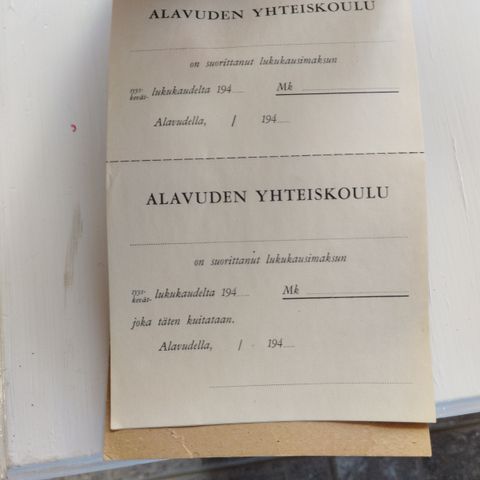 ALAVUDEN YHTEISKOULU
on suorittanut lukukausimaksun
syys-
kevät- lukukaudelta 194..... Mk
Alavudella, / 194.....
ALAVUDEN YHTEISKOULU
on suorittanut lukukausimaksun
syys-
kevät- lukukaudelta 194..... Mk
joka täten kuitataan.
Alavudella, / 194.....